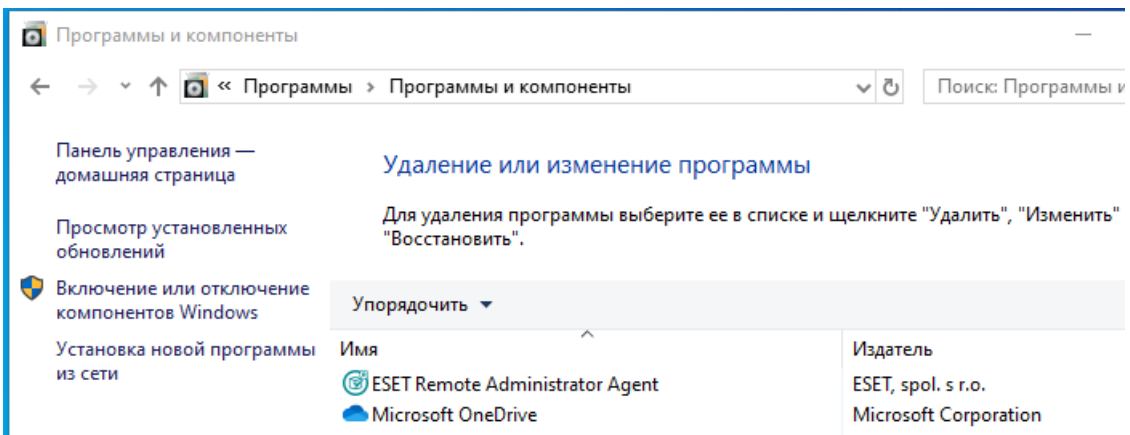 Программы и компоненты
« Программы > Программы и компоненты
Поиск: Программы и
Панель управления —
домашняя страница
Просмотр установленных
обновлений
Включение или отключение
компонентов Windows
Установка новой программы
из сети
Удаление или изменение программы
Для удаления программы выберите ее в списке и щелкните "Удалить", "Изменить"
"Восстановить".
Упорядочить
Имя
Издатель
ESET Remote Administrator Agent
ESET, spol. s r.o.
Microsoft OneDrive
Microsoft Corporation